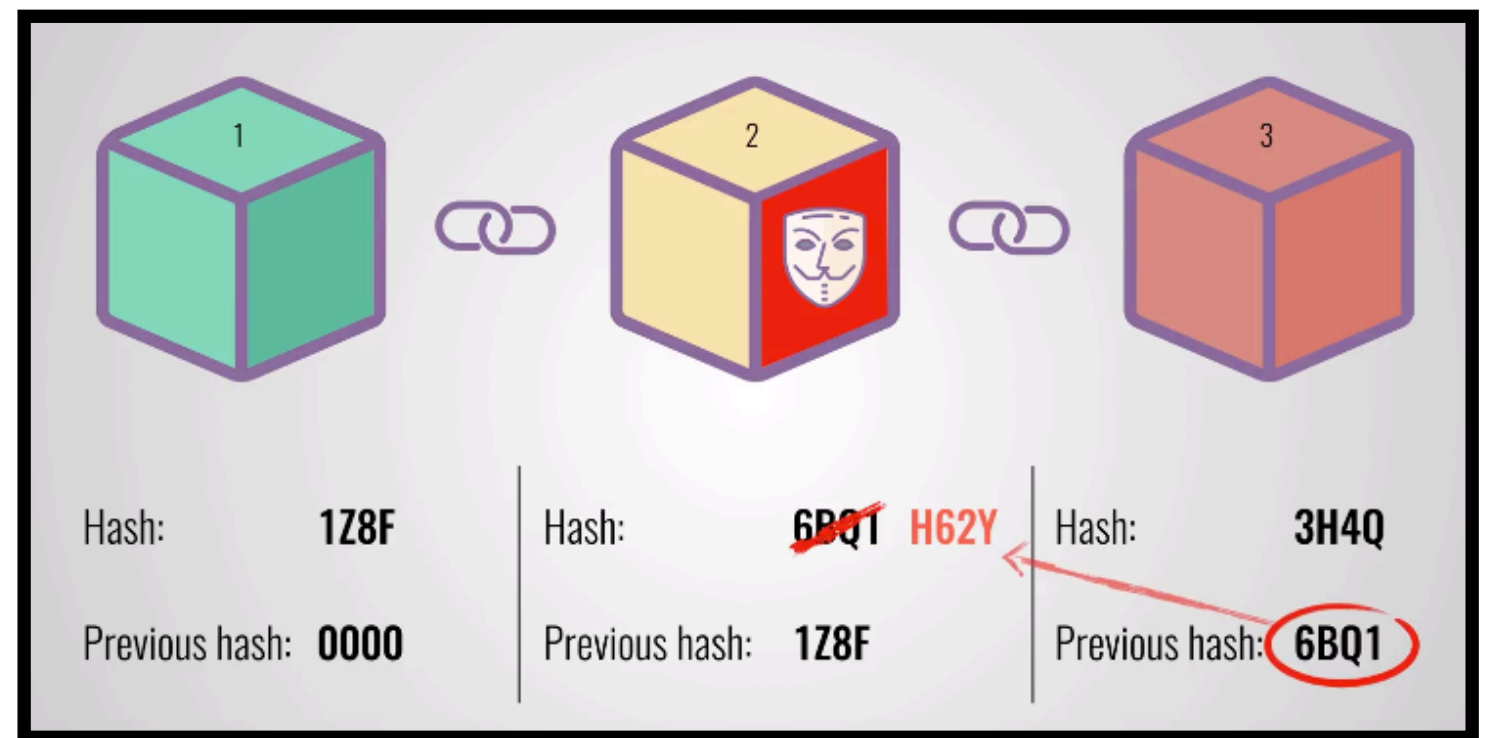 1
2
3
Hash: 1Z8F
Previous hash: 0000
Hash: 6BQ1 H62Y
Previous hash: 1Z8F
Hash: 3H4Q
Previous hash: 6BQ1